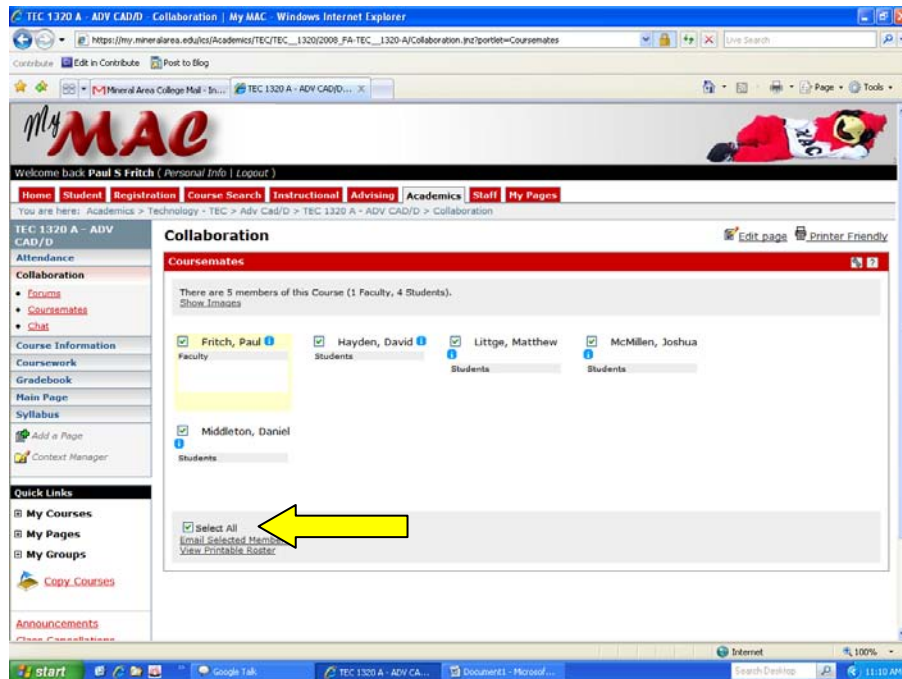 TEC 1320 A - ADV CAD/D - Collaboration | My MAC - Windows Internet Explorer
https://my.mineralarea.edu/ics/Academics/TEC/TEC__1320/2008_FA-TEC__1320-A/Collaboration.jnz?portlet=Coursemates
Live Search
Contribute Edit in Contribute Post to Blog
Mineral Area College Mail - In... TEC 1320 A - ADV CAD/D... X Page Tools
My MAC
MAC
Welcome back Paul S Fritch ( Personal Info | Logout )
Home Student Registration Course Search Instructional Advising Academics Staff My Pages
You are here: Academics > Technology - TEC > Adv Cad/D > TEC 1320 A - ADV CAD/D > Collaboration
TEC 1320 A - ADV
CAD/D
Attendance
Collaboration
• Forums
• Coursemates
• Chat
Course Information
Coursework
Gradebook
Main Page
Syllabus
Add a Page
Context Manager
Quick Links
My Courses
My Pages
My Groups
Copy Courses
Announcements
Class Cancellations
Collaboration
Edit page Printer Friendly
Coursemates
There are 5 members of this Course (1 Faculty, 4 Students).
Show Images
Fritch, Paul
Faculty
Hayden, David
Students
Littge, Matthew
Students
McMillen, Joshua
Students
Middleton, Daniel
Students
Select All
Email Selected Membe
View Printable Roster
Internet 100%
start Google Talk TEC 1320 A - ADV CA... Document1 - Microsof... Search Desktop 11:10 AM